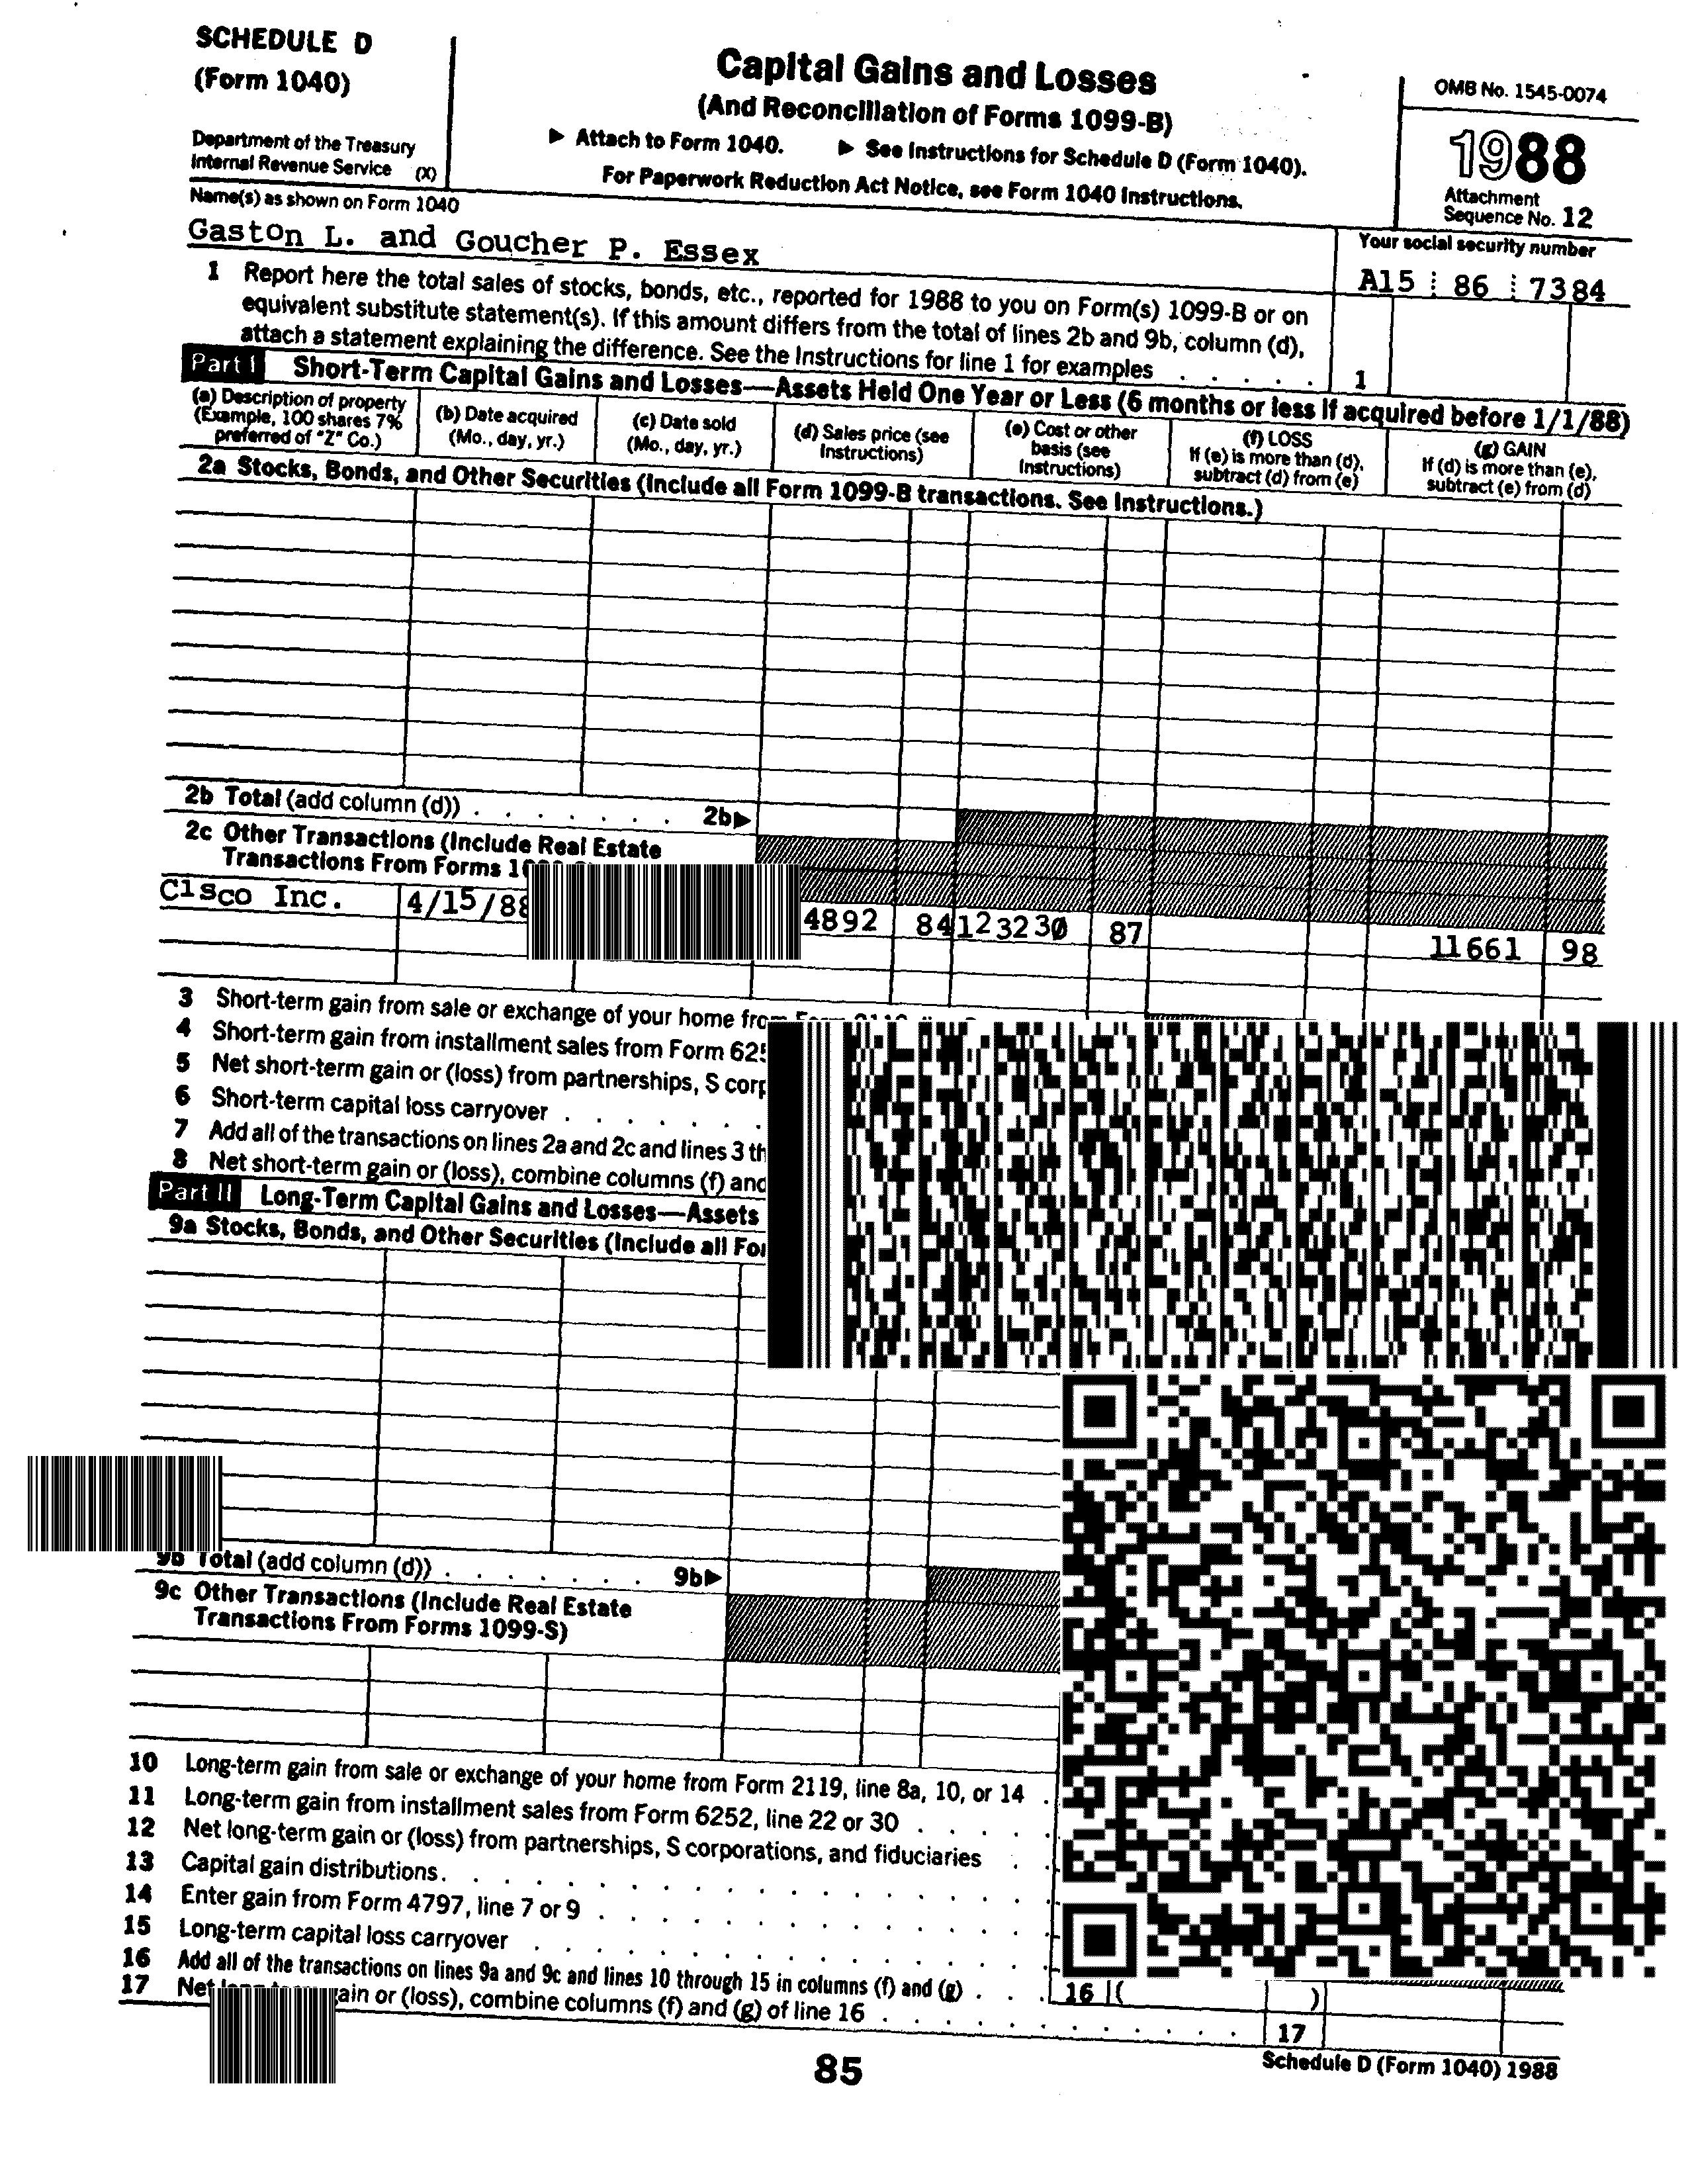 SCHEDULE D
(Form 1040)
Department of the Treasury
Internal Revenue Service (X)
Capital Gains and Losses
(And Reconciliation of Forms 1099-B)
▶ Attach to Form 1040. ▶ See Instructions for Schedule D (Form 1040).
For Paperwork Reduction Act Notice, see Form 1040 Instructions.
OMB No. 1545-0074
1988
Attachment
Sequence No. 12
Name(s) as shown on Form 1040
Gaston L. and Goucher P. Essex
Your social security number
A15 86 7384
1 Report here the total sales of stocks, bonds, etc., reported for 1988 to you on Form(s) 1099-B or on
equivalent substitute statement(s). If this amount differs from the total of lines 2b and 9b, column (d),
attach a statement explaining the difference. See the Instructions for line 1 for examples . . . . . 1
Part I Short-Term Capital Gains and Losses—Assets Held One Year or Less (6 months or less if acquired before 1/1/88)
(a) Description of property
(Example, 100 shares 7%
preferred of "Z" Co.)
(b) Date acquired
(Mo., day, yr.)
(c) Date sold
(Mo., day, yr.)
(d) Sales price (see
Instructions)
(e) Cost or other
basis (see
Instructions)
(f) LOSS
If (e) is more than (d),
subtract (d) from (e)
(g) GAIN
If (d) is more than (e),
subtract (e) from (d)
2a Stocks, Bonds, and Other Securities (Include all Form 1099-B transactions. See Instructions.)
2b Total (add column (d)) . . . . . . . 2b▶
2c Other Transactions (Include Real Estate
Transactions From Forms
Cisco Inc. 4/15/88 4892 84 123230 87 11661 98
3 Short-term gain from sale or exchange of your home from
4 Short-term gain from installment sales from Form
5 Net short-term gain or (loss) from partnerships, S
6 Short-term capital loss carryover . . . . . . .
7 Add all of the transactions on lines 2a and 2c and lines 3
8 Net short-term gain or (loss), combine columns (f) and
Part II Long-Term Capital Gains and Losses—Assets
9a Stocks, Bonds, and Other Securities (Include all
9b Total (add column (d)) . . . . . . . 9b▶
9c Other Transactions (Include Real Estate
Transactions From Forms 1099-S)
10 Long-term gain from sale or exchange of your home from Form 2119, line 8a, 10, or 14 .
11 Long-term gain from installment sales from Form 6252, line 22 or 30 . . . . .
12 Net long-term gain or (loss) from partnerships, S corporations, and fiduciaries . .
13 Capital gain distributions. . . . . . . . . . . . . . .
14 Enter gain from Form 4797, line 7 or 9 . . . . . . . . . . .
15 Long-term capital loss carryover . . . . . . . . . . . . .
16 Add all of the transactions on lines 9a and 9c and lines 10 through 15 in columns (f) and (g) . . . 16 ( )
17 Net gain or (loss), combine columns (f) and (g) of line 16 . . . . . . . . . . . . 17
85
Schedule D (Form 1040) 1988